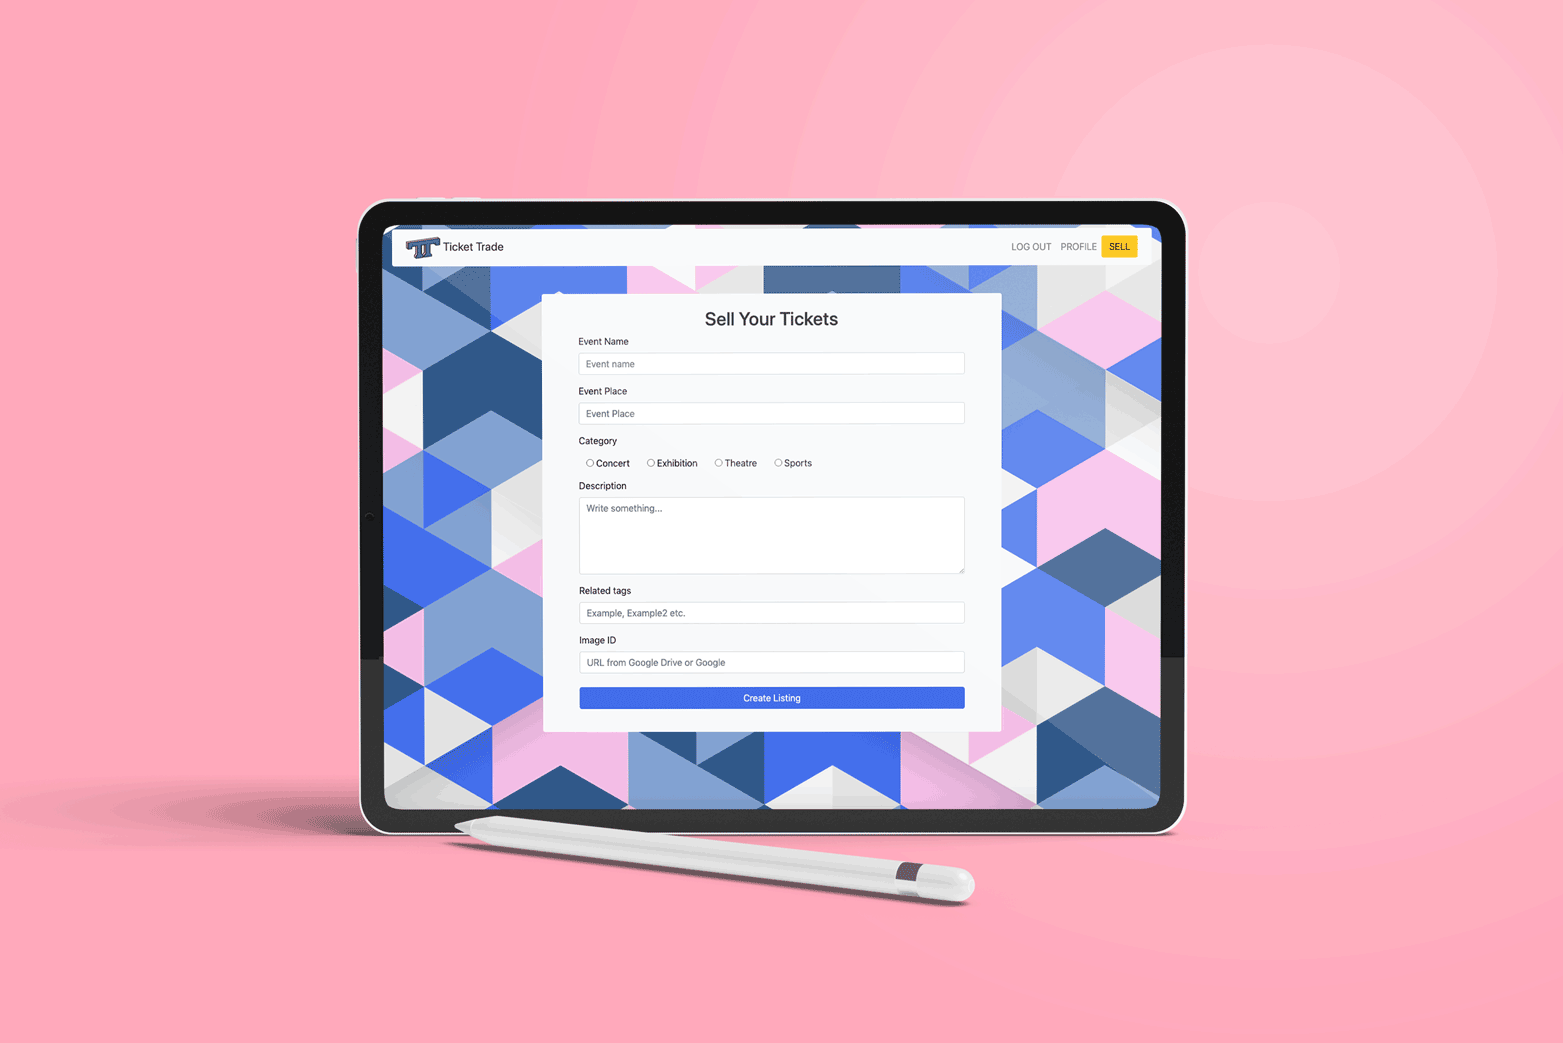 TT Ticket Trade LOG OUT PROFILE SELL
Sell Your Tickets
Event Name
Event name
Event Place
Event Place
Category
Concert Exhibition Theatre Sports
Description
Write something...
Related tags
Example, Example2 etc.
Image ID
URL from Google Drive or Google
Create Listing